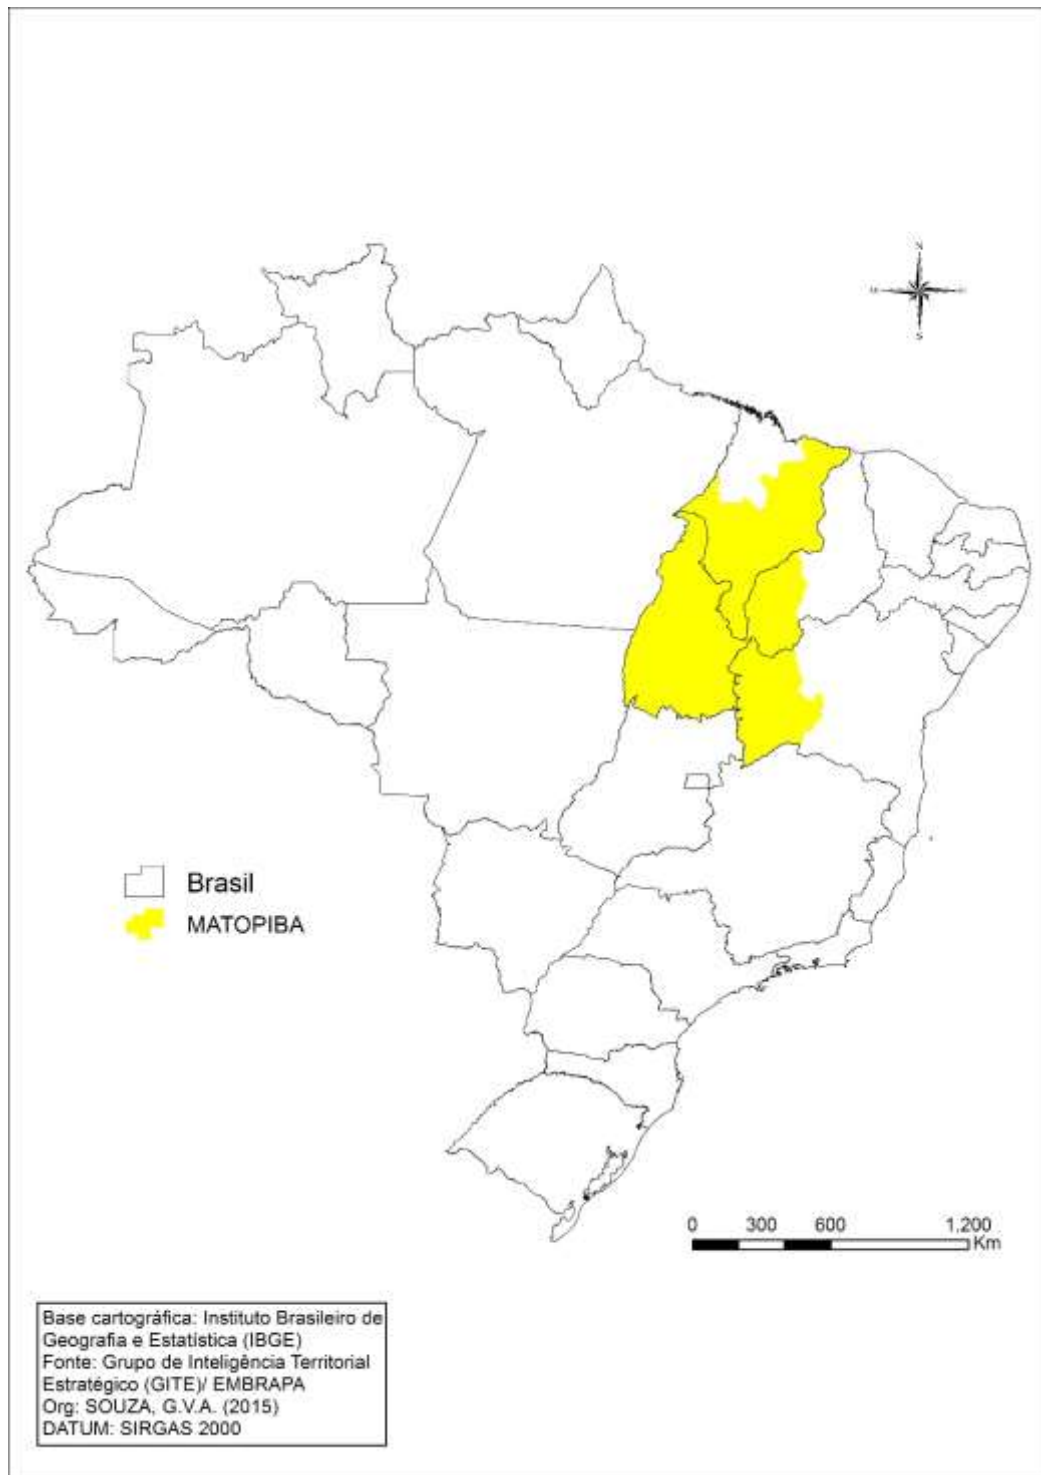 N
S
Brasil
MATOPIBA
0 300 600 1.200
Km
Base cartográfica: Instituto Brasileiro de
Geografia e Estatística (IBGE)
Fonte: Grupo de Inteligência Territorial
Estratégico (GITE)/ EMBRAPA
Org: SOUZA, G.V.A. (2015)
DATUM: SIRGAS 2000